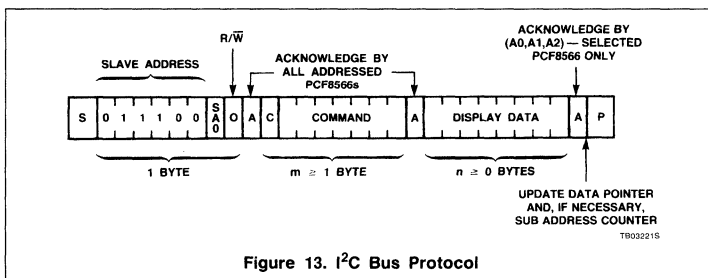 R/W̅
SLAVE ADDRESS
ACKNOWLEDGE BY
ALL ADDRESSED
PCF8566s
ACKNOWLEDGE BY
(A0,A1,A2) — SELECTED
PCF8566 ONLY
S 0 1 1 1 0 0 SA0 O A C COMMAND A DISPLAY DATA A P
1 BYTE
m ≥ 1 BYTE
n ≥ 0 BYTES
UPDATE DATA POINTER
AND, IF NECESSARY,
SUB ADDRESS COUNTER
TB03221S
Figure 13. I²C Bus Protocol